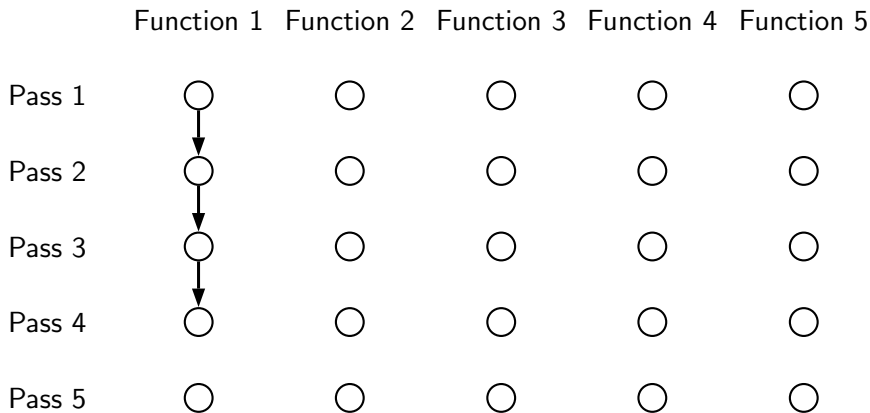 Function 1 Function 2 Function 3 Function 4 Function 5
Pass 1
Pass 2
Pass 3
Pass 4
Pass 5